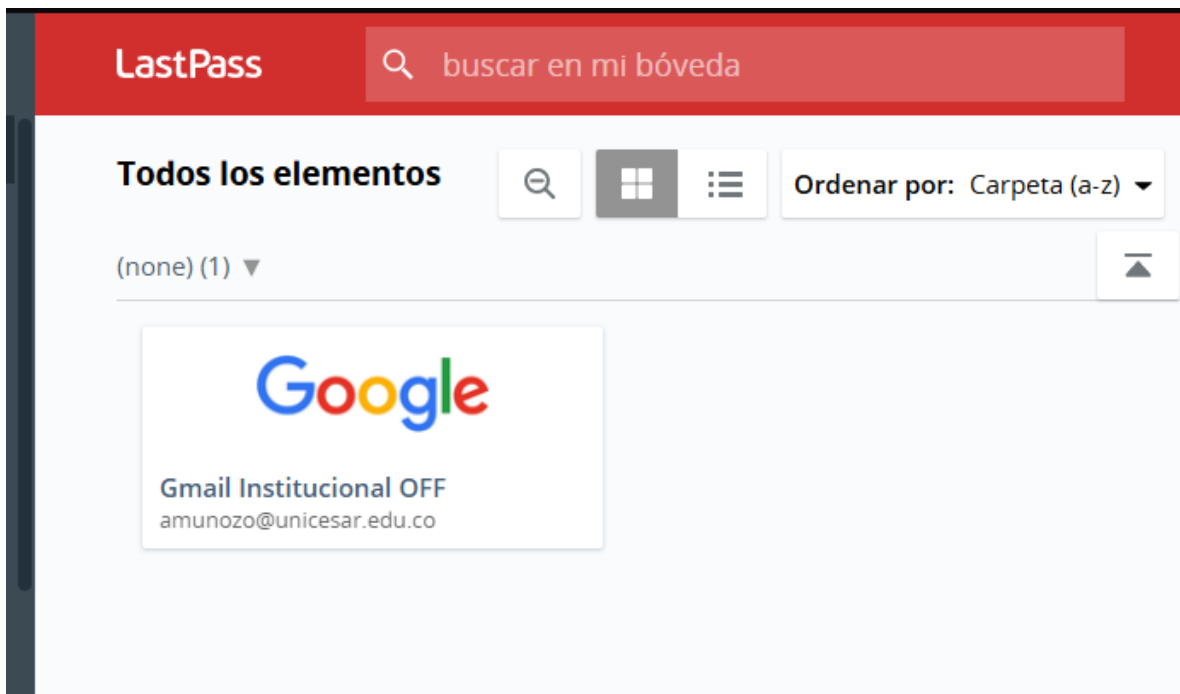 LastPass
buscar en mi bóveda
Todos los elementos
Ordenar por: Carpeta (a-z)
(none) (1)
Google
Gmail Institucional OFF
amunozo@unicesar.edu.co